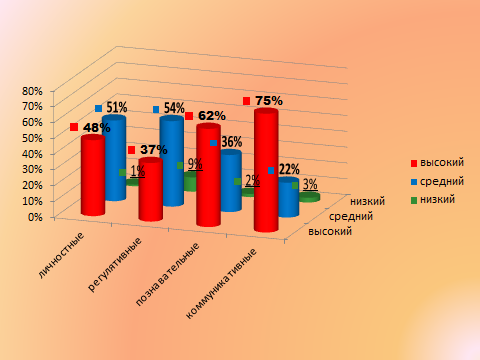 80%
70%
60%
50%
40%
30%
20%
10%
0%
48%
51%
1%
37%
54%
9%
62%
36%
2%
75%
22%
3%
личностные
регулятивные
познавательные
коммуникативные
низкий
средний
высокий
высокий
средний
низкий